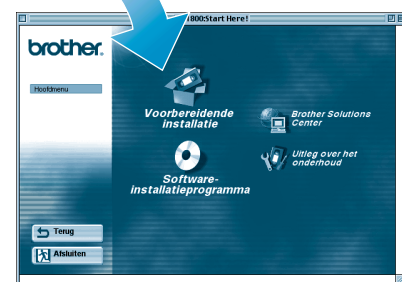 1800:Start Here!
brother.
Hoofdmenu
Voorbereidende
installatie
Brother Solutions
Center
Software-
installatieprogramma
Uitleg over het
onderhoud
Terug
Afsluiten